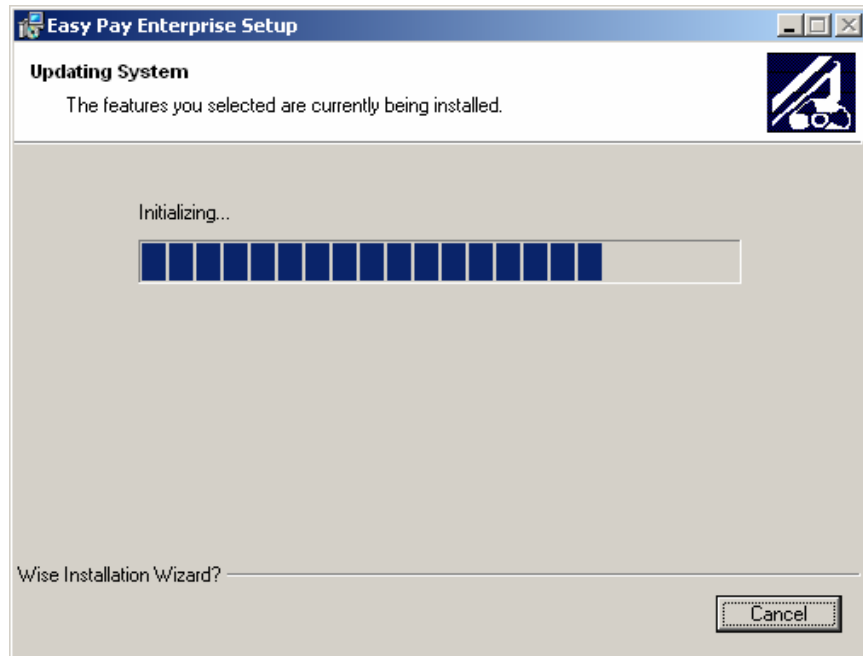 Easy Pay Enterprise Setup
Updating System
The features you selected are currently being installed.
Initializing...
Wise Installation Wizard?
Cancel